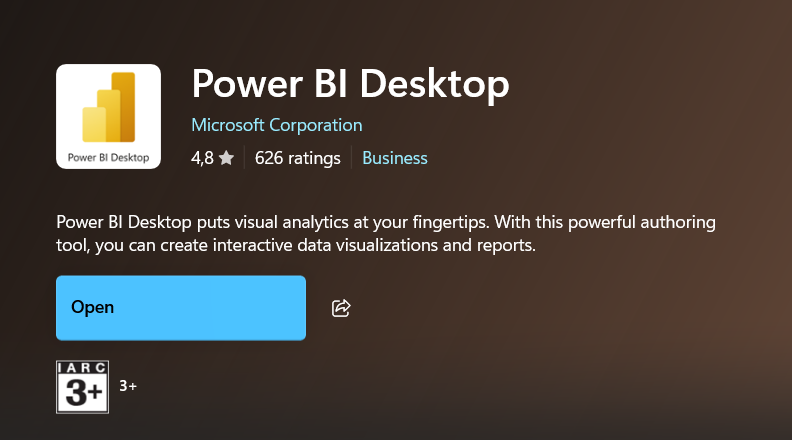 Power BI Desktop
Power BI Desktop
Microsoft Corporation
4,8 626 ratings Business
Power BI Desktop puts visual analytics at your fingertips. With this powerful authoring
tool, you can create interactive data visualizations and reports.
Open
IARC
3+ 3+